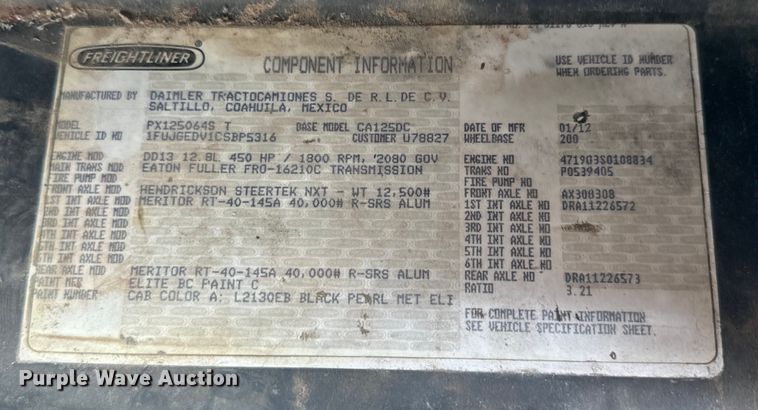 FREIGHTLINER
COMPONENT INFORMATION
USE VEHICLE ID NUMBER
WHEN ORDERING PARTS.
MANUFACTURED BY DAIMLER TRACTOCAMIONES S. DE R.L. DE C.V.
SALTILLO, COAHUILA, MEXICO
MODEL PX125064S T BASE MODEL CA125DC DATE OF MFR 01/12
VEHICLE ID NO 1FUJGEDV1CSBP5316 CUSTOMER U78827 WHEELBASE 200
ENGINE MOD DD13 12.8L 450 HP / 1800 RPM, 2080 GOV ENGINE NO 471903S0108834
MAIN TRANS MOD EATON FULLER FRO-16210C TRANSMISSION TRANS NO P0539405
FIRE PUMP MOD FIRE PUMP NO
FRONT AXLE MOD HENDRICKSON STEERTEK NXT - WT 12,500# FRONT AXLE NO AX308308
1ST INT AXLE MOD MERITOR RT-40-145A 40,000# R-SRS ALUM 1ST INT AXLE NO DRA11226572
2ND INT AXLE MOD 2ND INT AXLE NO
3RD INT AXLE MOD 3RD INT AXLE NO
4TH INT AXLE MOD 4TH INT AXLE NO
5TH INT AXLE MOD 5TH INT AXLE NO
6TH INT AXLE MOD 6TH INT AXLE NO
REAR AXLE MOD MERITOR RT-40-145A 40,000# R-SRS ALUM REAR AXLE NO DRA11226573
PAINT MFG ELITE BC PAINT C RATIO 3.21
PAINT NUMBER CAB COLOR A: L2130EB BLACK PEARL MET ELI
FOR COMPLETE PAINT INFORMATION
SEE VEHICLE SPECIFICATION SHEET.
Purple Wave Auction